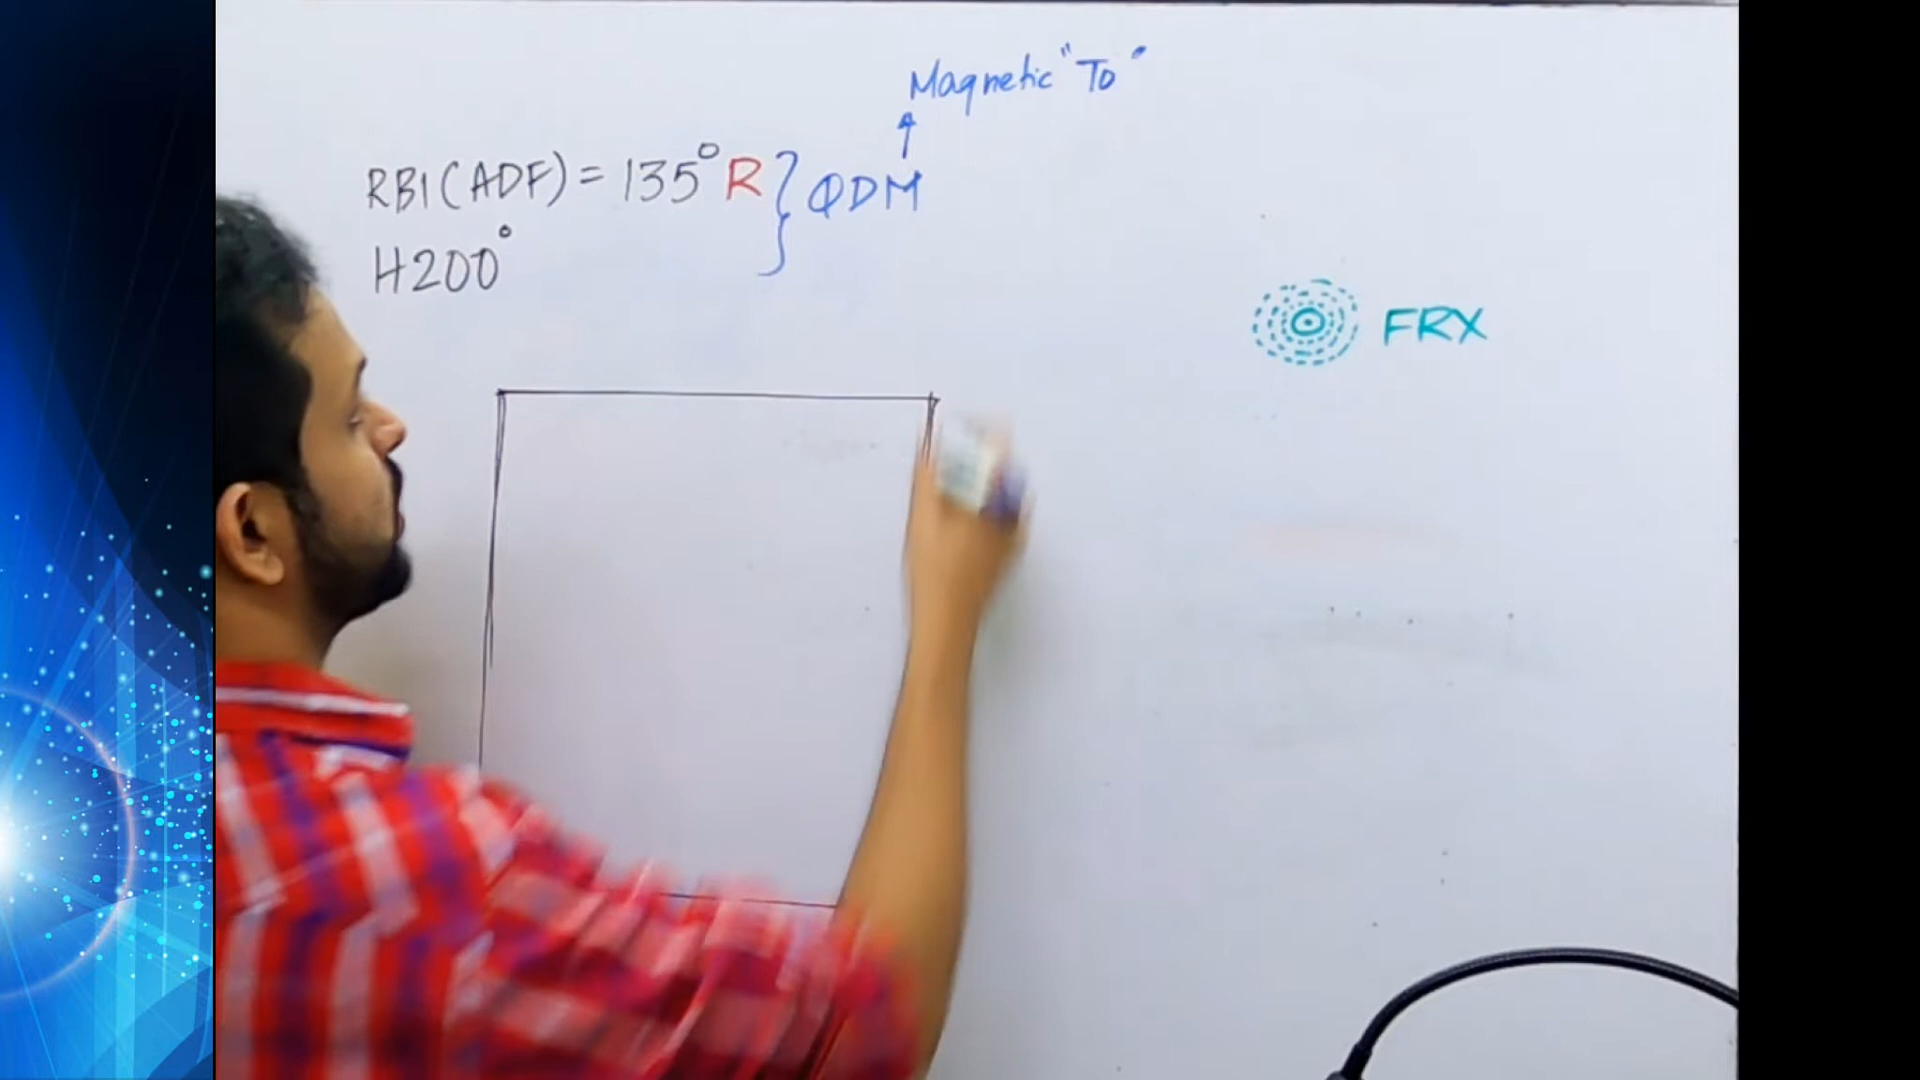 Magnetic "To"
RBI(ADF) = 135° R } QDM
H200°
FRX